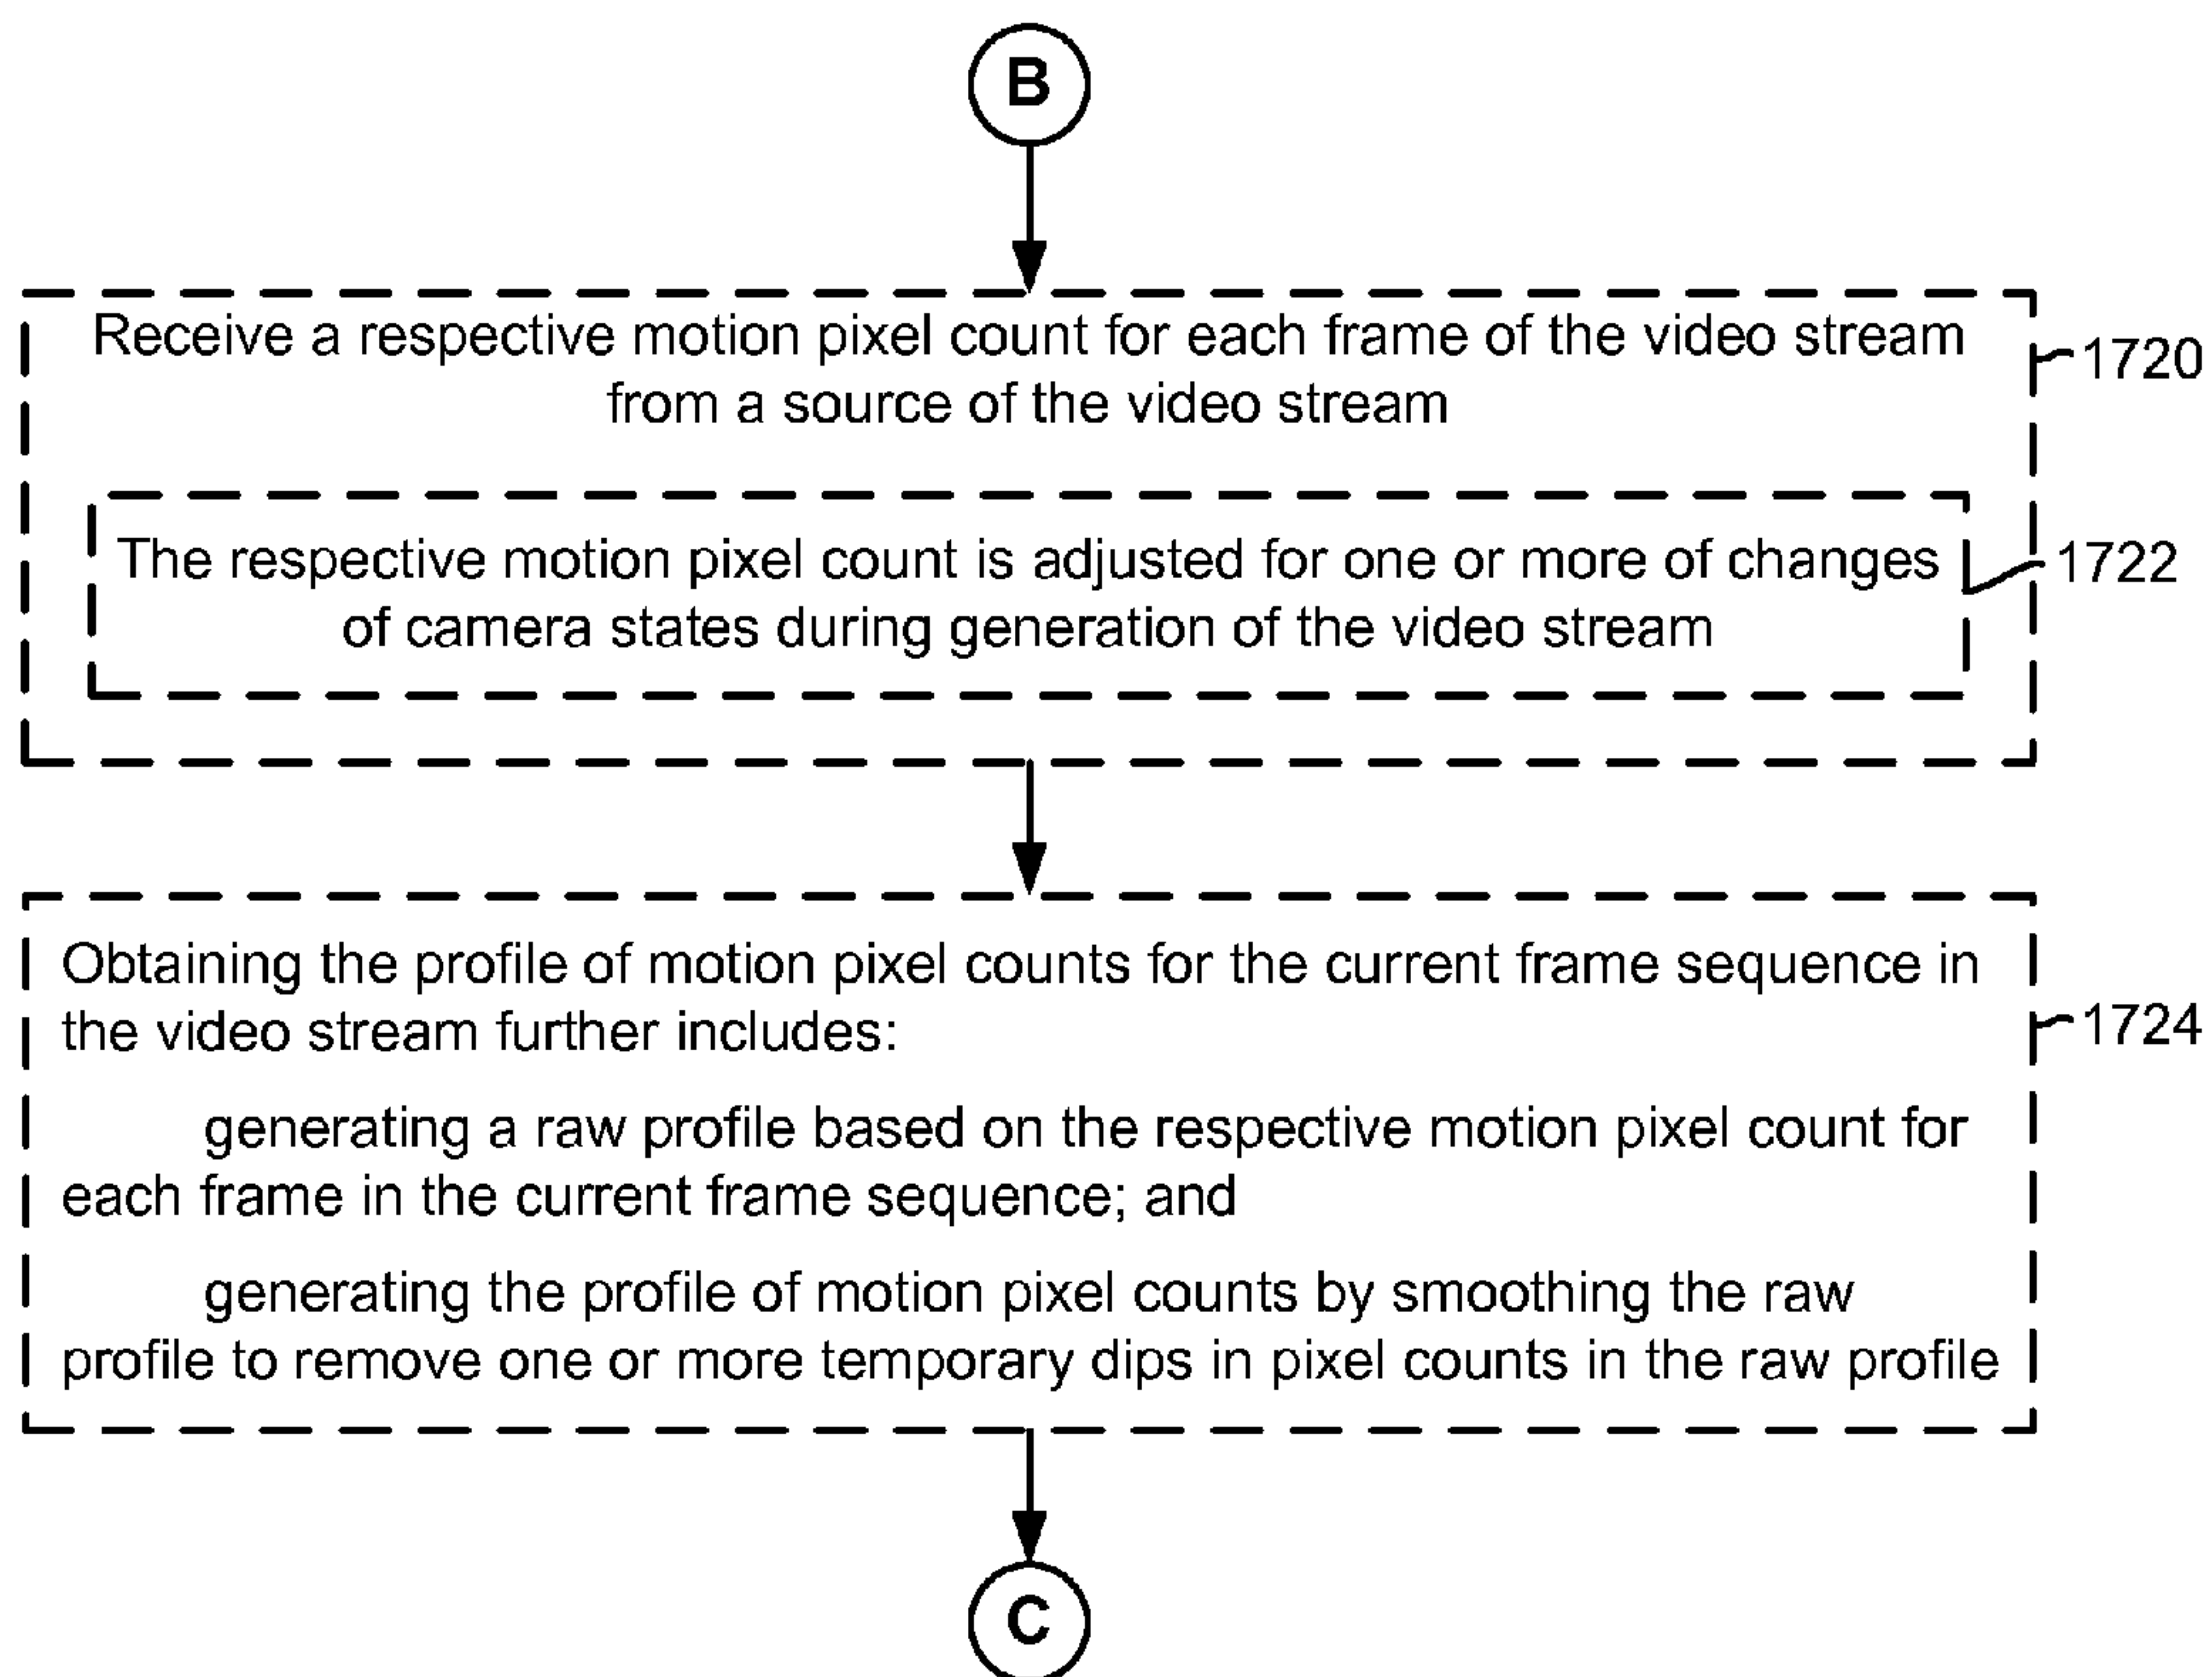 B
Receive a respective motion pixel count for each frame of the video stream
from a source of the video stream
1720
The respective motion pixel count is adjusted for one or more of changes
of camera states during generation of the video stream
1722
Obtaining the profile of motion pixel counts for the current frame sequence in
the video stream further includes:
1724
generating a raw profile based on the respective motion pixel count for
each frame in the current frame sequence; and
generating the profile of motion pixel counts by smoothing the raw
profile to remove one or more temporary dips in pixel counts in the raw profile
C